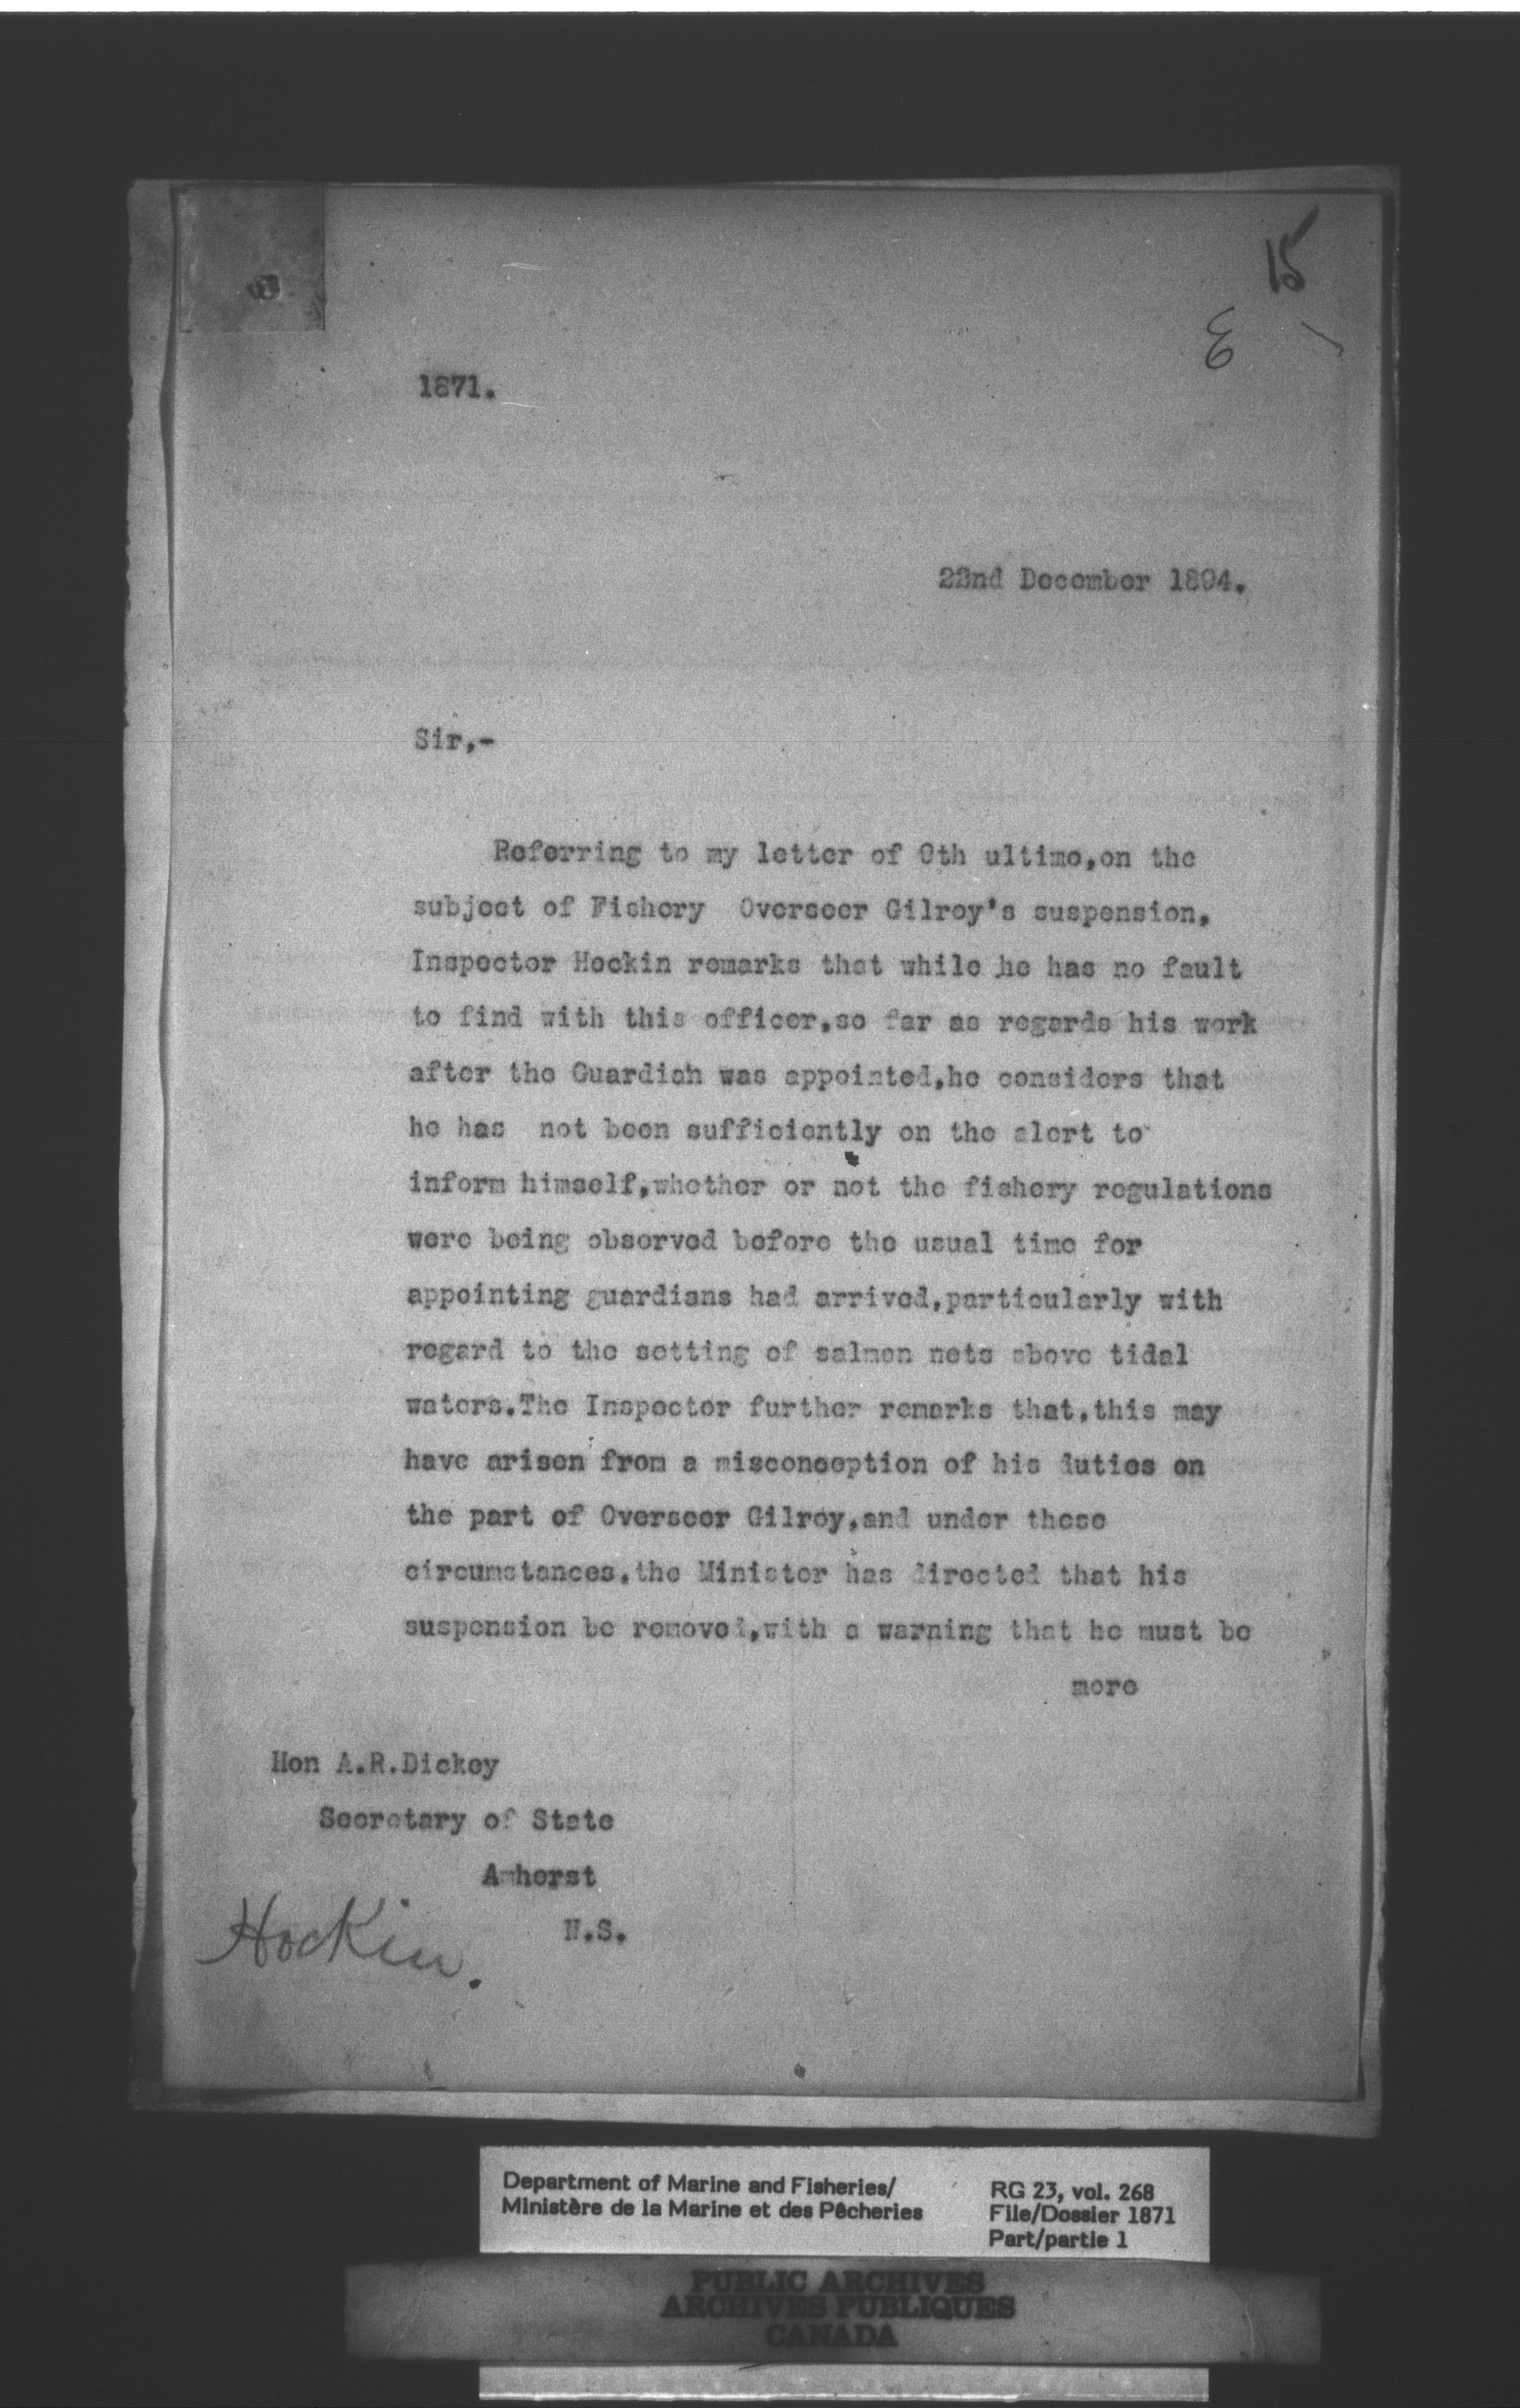 15
1871.
22nd December 1894.
Sir,-
Referring to my letter of 9th ultimo,on the
subject of Fishery Overseer Gilroy's suspension,
Inspector Hockin remarks that while he has no fault
to find with this officer,so far as regards his work
after the Guardian was appointed,he considers that
he has not been sufficiently on the alert to
inform himself,whether or not the fishery regulations
were being observed before the usual time for
appointing guardians had arrived,particularly with
regard to the setting of salmon nets above tidal
waters.The Inspector further remarks that,this may
have arisen from a misconception of his duties on
the part of Overseer Gilroy,and under these
circumstances,the Minister has directed that his
suspension be removed,with a warning that he must be
more
Hon A.R.Dickey
Secretary of State
Amherst
N.S.
Hockin.
Department of Marine and Fisheries/
Ministère de la Marine et des Pêcheries
RG 23, vol. 268
File/Dossier 1871
Part/partie 1
PUBLIC ARCHIVES
ARCHIVES PUBLIQUES
CANADA